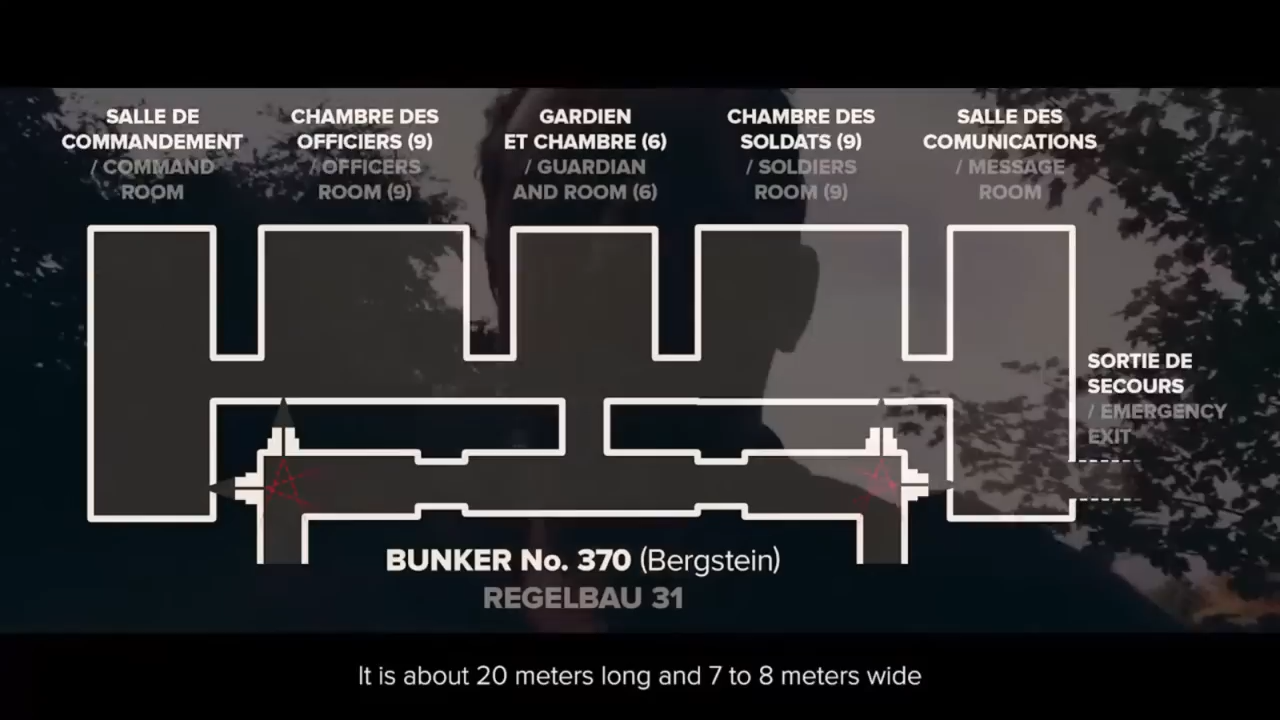 SALLE DE
COMMANDEMENT
/ COMMAND
ROOM
CHAMBRE DES
OFFICIERS (9)
/ OFFICERS
ROOM (9)
GARDIEN
ET CHAMBRE (6)
/ GUARDIAN
AND ROOM (6)
CHAMBRE DES
SOLDATS (9)
/ SOLDIERS
ROOM (9)
SALLE DES
COMUNICATIONS
/ MESSAGE
ROOM
SORTIE DE
SECOURS
/ EMERGENCY
EXIT
BUNKER No. 370 (Bergstein)
REGELBAU 31
It is about 20 meters long and 7 to 8 meters wide